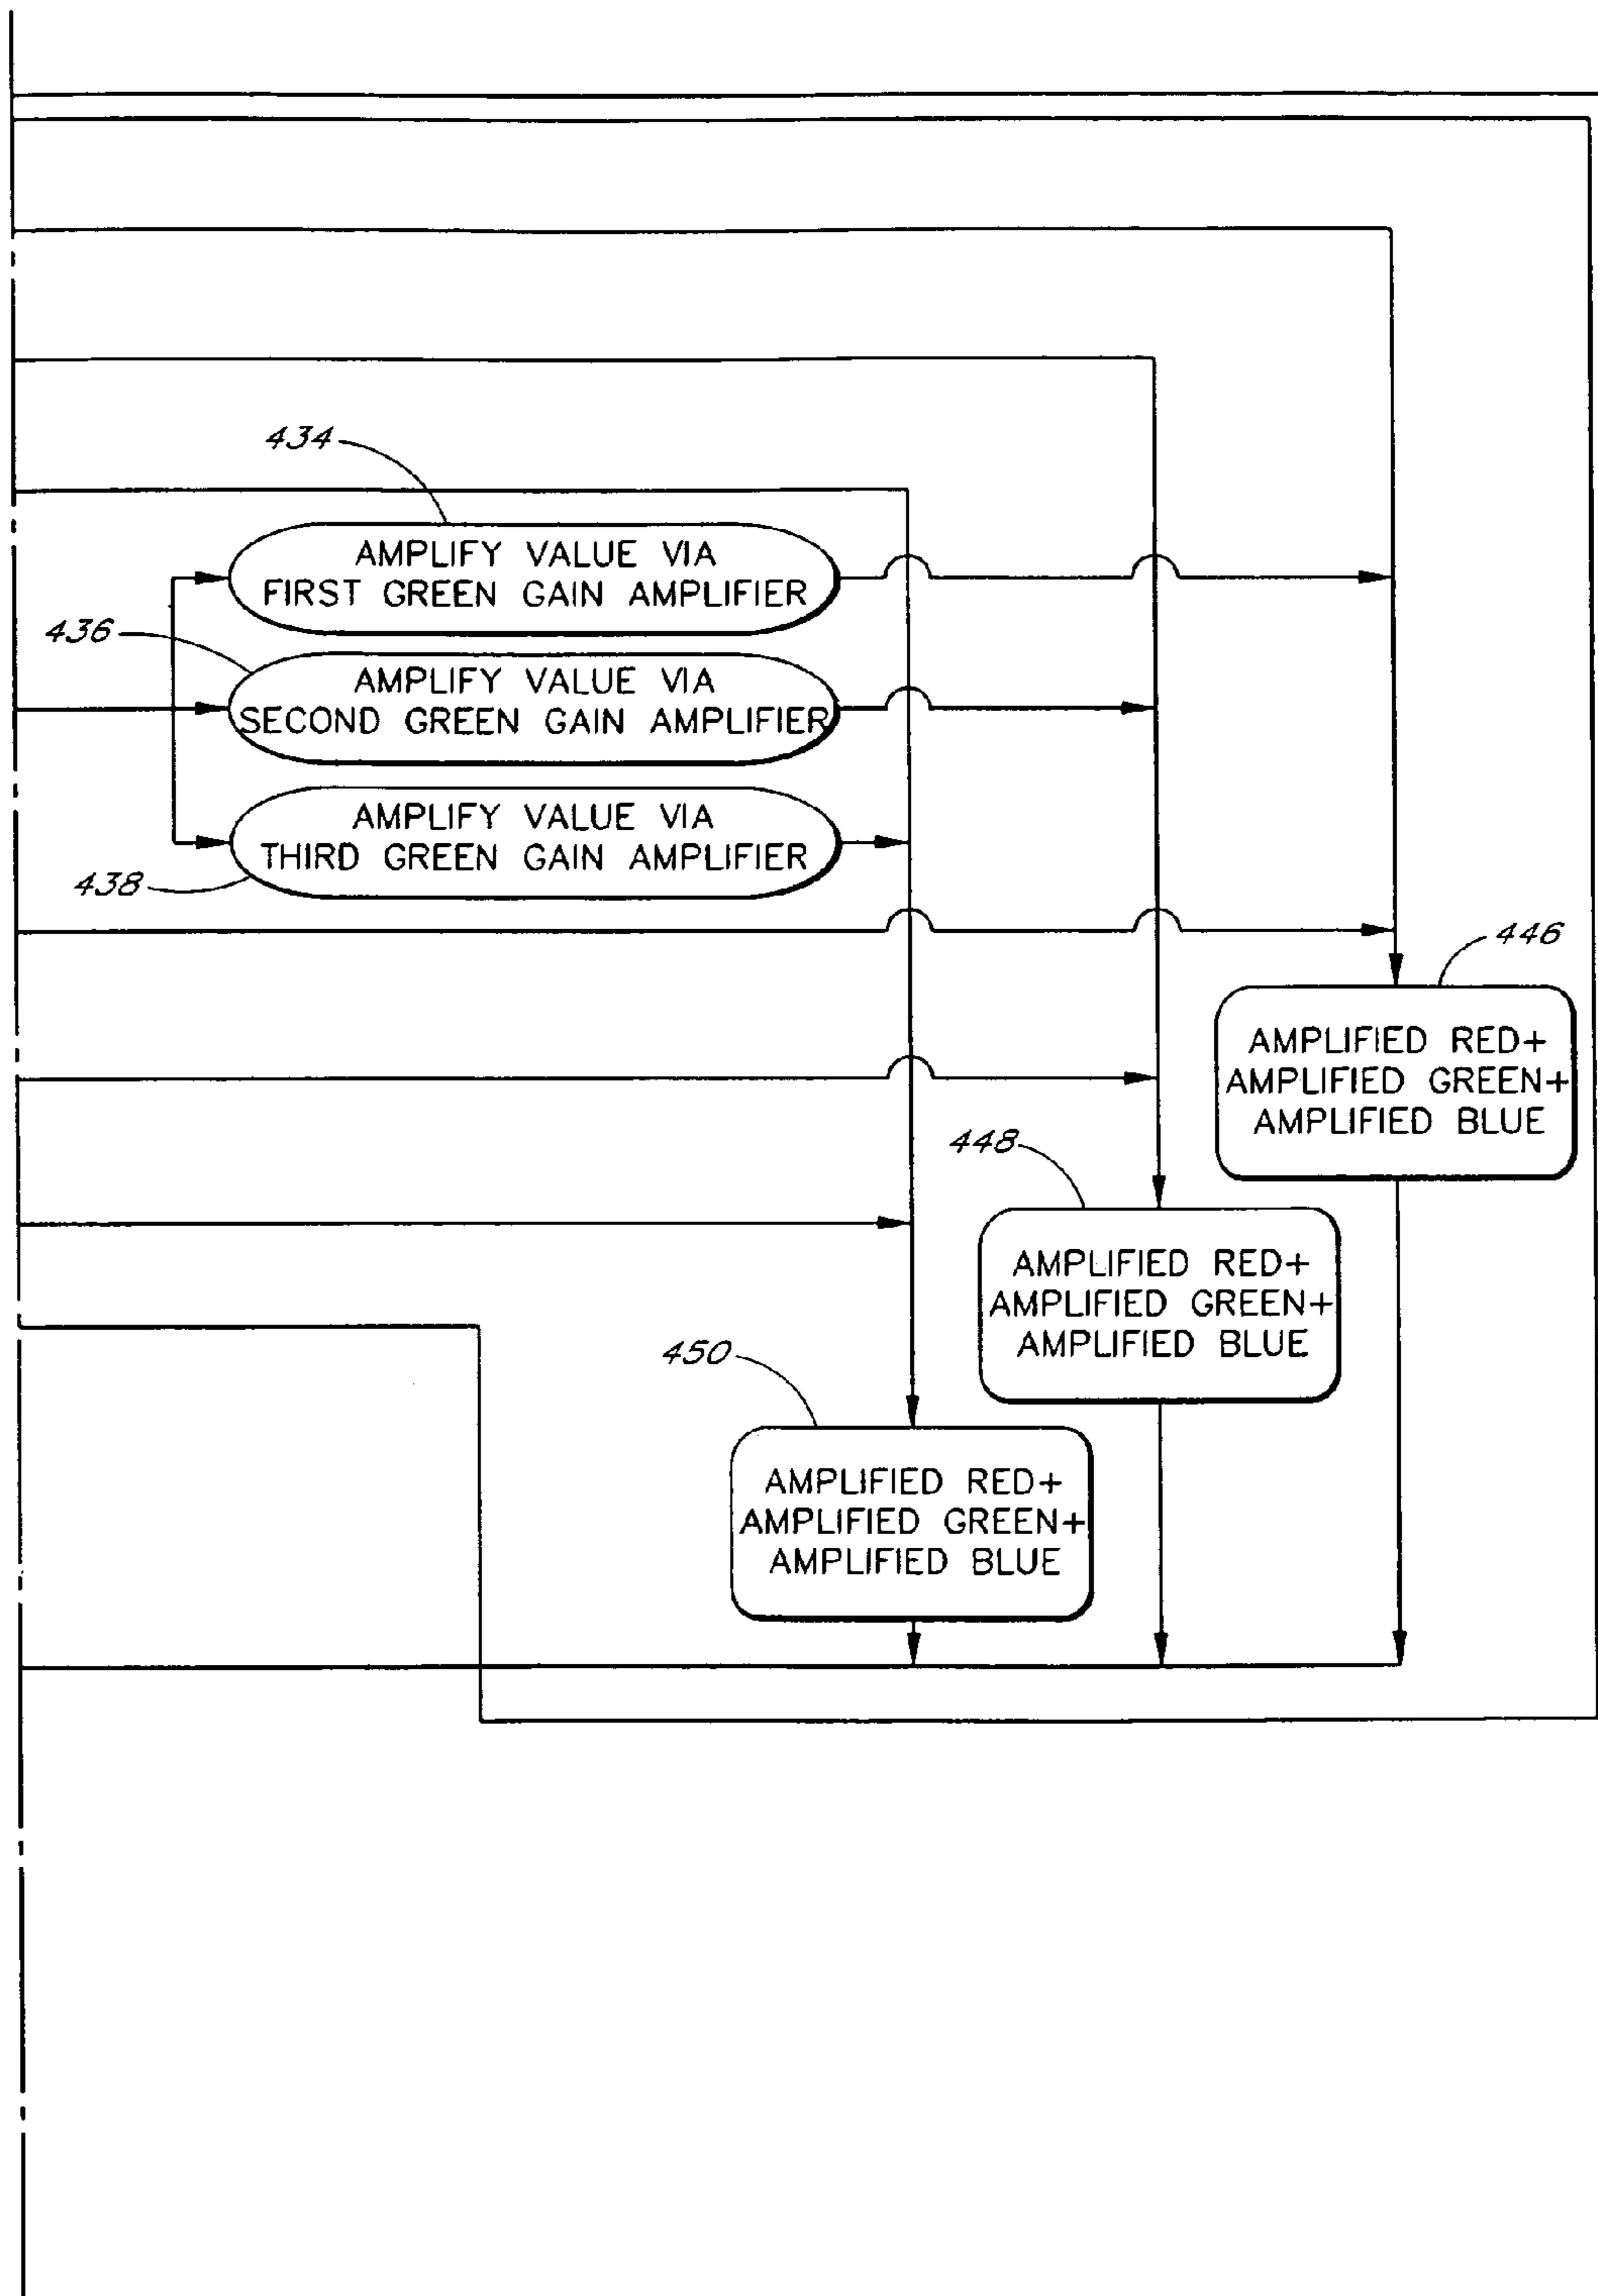 434
AMPLIFY VALUE VIA
FIRST GREEN GAIN AMPLIFIER
436
AMPLIFY VALUE VIA
SECOND GREEN GAIN AMPLIFIER
AMPLIFY VALUE VIA
THIRD GREEN GAIN AMPLIFIER
438
446
AMPLIFIED RED+
AMPLIFIED GREEN+
AMPLIFIED BLUE
448
AMPLIFIED RED+
AMPLIFIED GREEN+
AMPLIFIED BLUE
450
AMPLIFIED RED+
AMPLIFIED GREEN+
AMPLIFIED BLUE